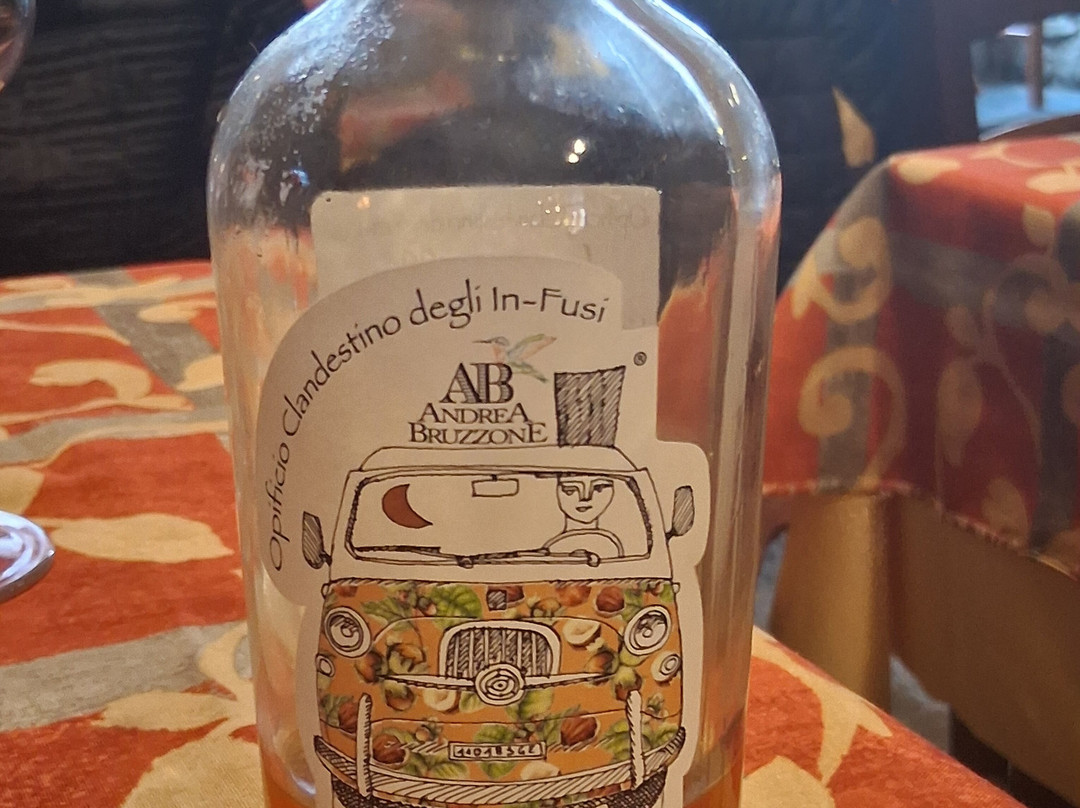 Opificio Clandestino degli In-Fusi
AB
ANDREA
BRUZZONE
®